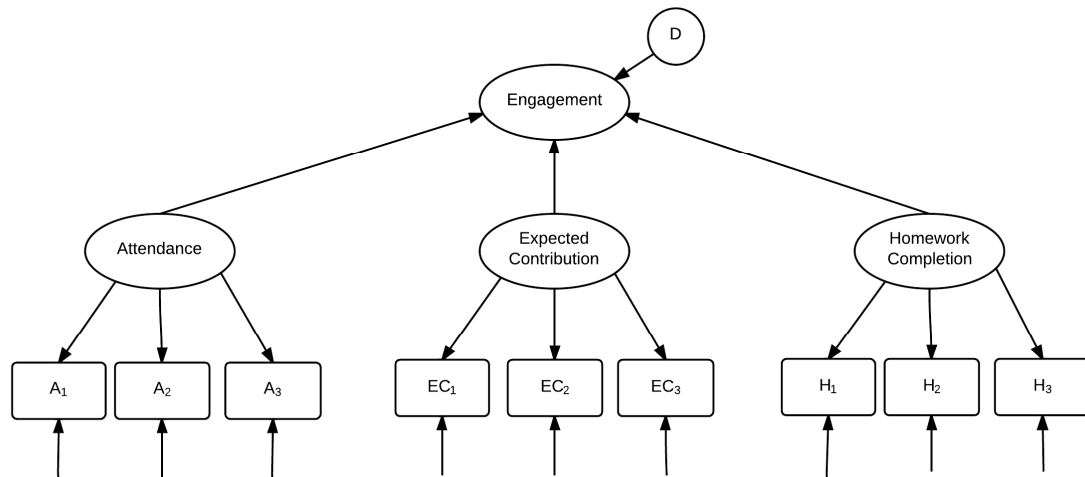 D
Engagement
Attendance
Expected
Contribution
Homework
Completion
A₁
A₂
A₃
EC₁
EC₂
EC₃
H₁
H₂
H₃